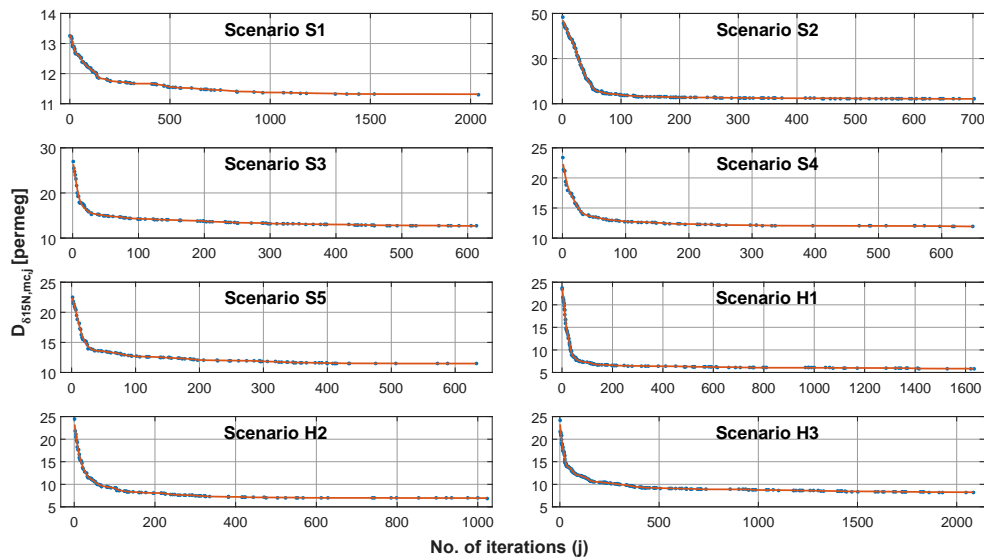 Scenario S1
14
13
12
11
0 500 1000 1500 2000
Scenario S2
50
30
10
0 100 200 300 400 500 600 700
Scenario S3
30
20
10
0 100 200 300 400 500 600
Scenario S4
25
20
15
10
0 100 200 300 400 500 600
D δ15N,mc,j [permeg]
Scenario S5
25
20
15
10
0 100 200 300 400 500 600
Scenario H1
25
20
15
10
5
0 200 400 600 800 1000 1200 1400 1600
Scenario H2
25
20
15
10
5
0 200 400 600 800 1000
Scenario H3
25
20
15
10
5
0 500 1000 1500 2000
No. of iterations (j)